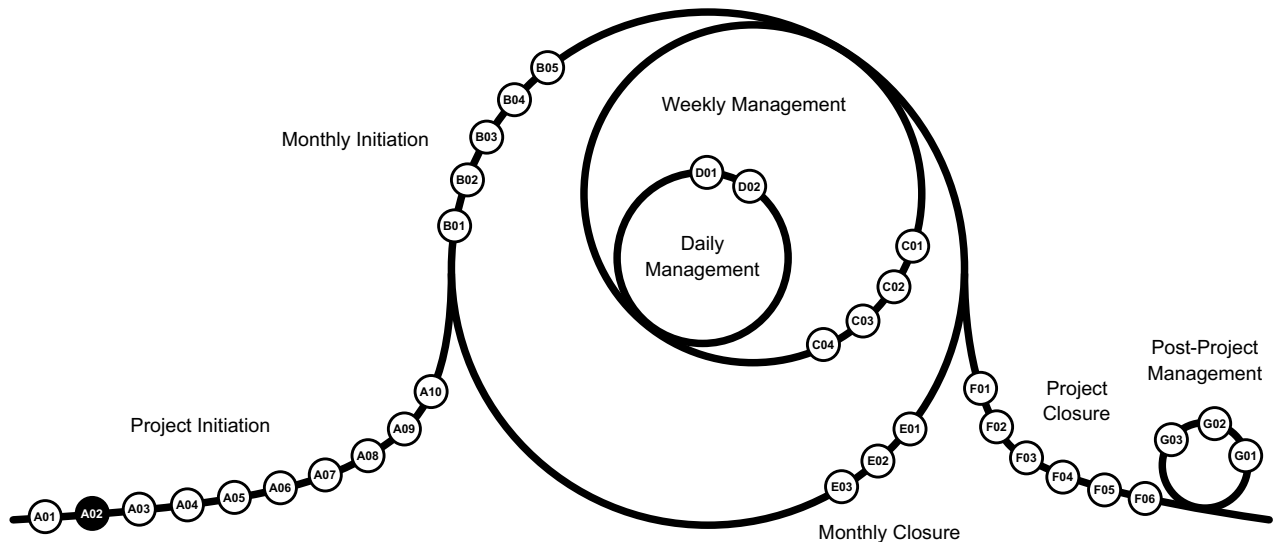 B05
B04
Weekly Management
B03
Monthly Initiation
D01
B02
D02
B01
Daily
Management
C01
C02
C03
C04
Post-Project
Management
A10
F01
Project
Closure
Project Initiation
A09
E01
F02
G02
G03
G01
A08
E02
F03
A07
F04
A06
E03
F05
A05
F06
A04
A03
A02
A01
Monthly Closure